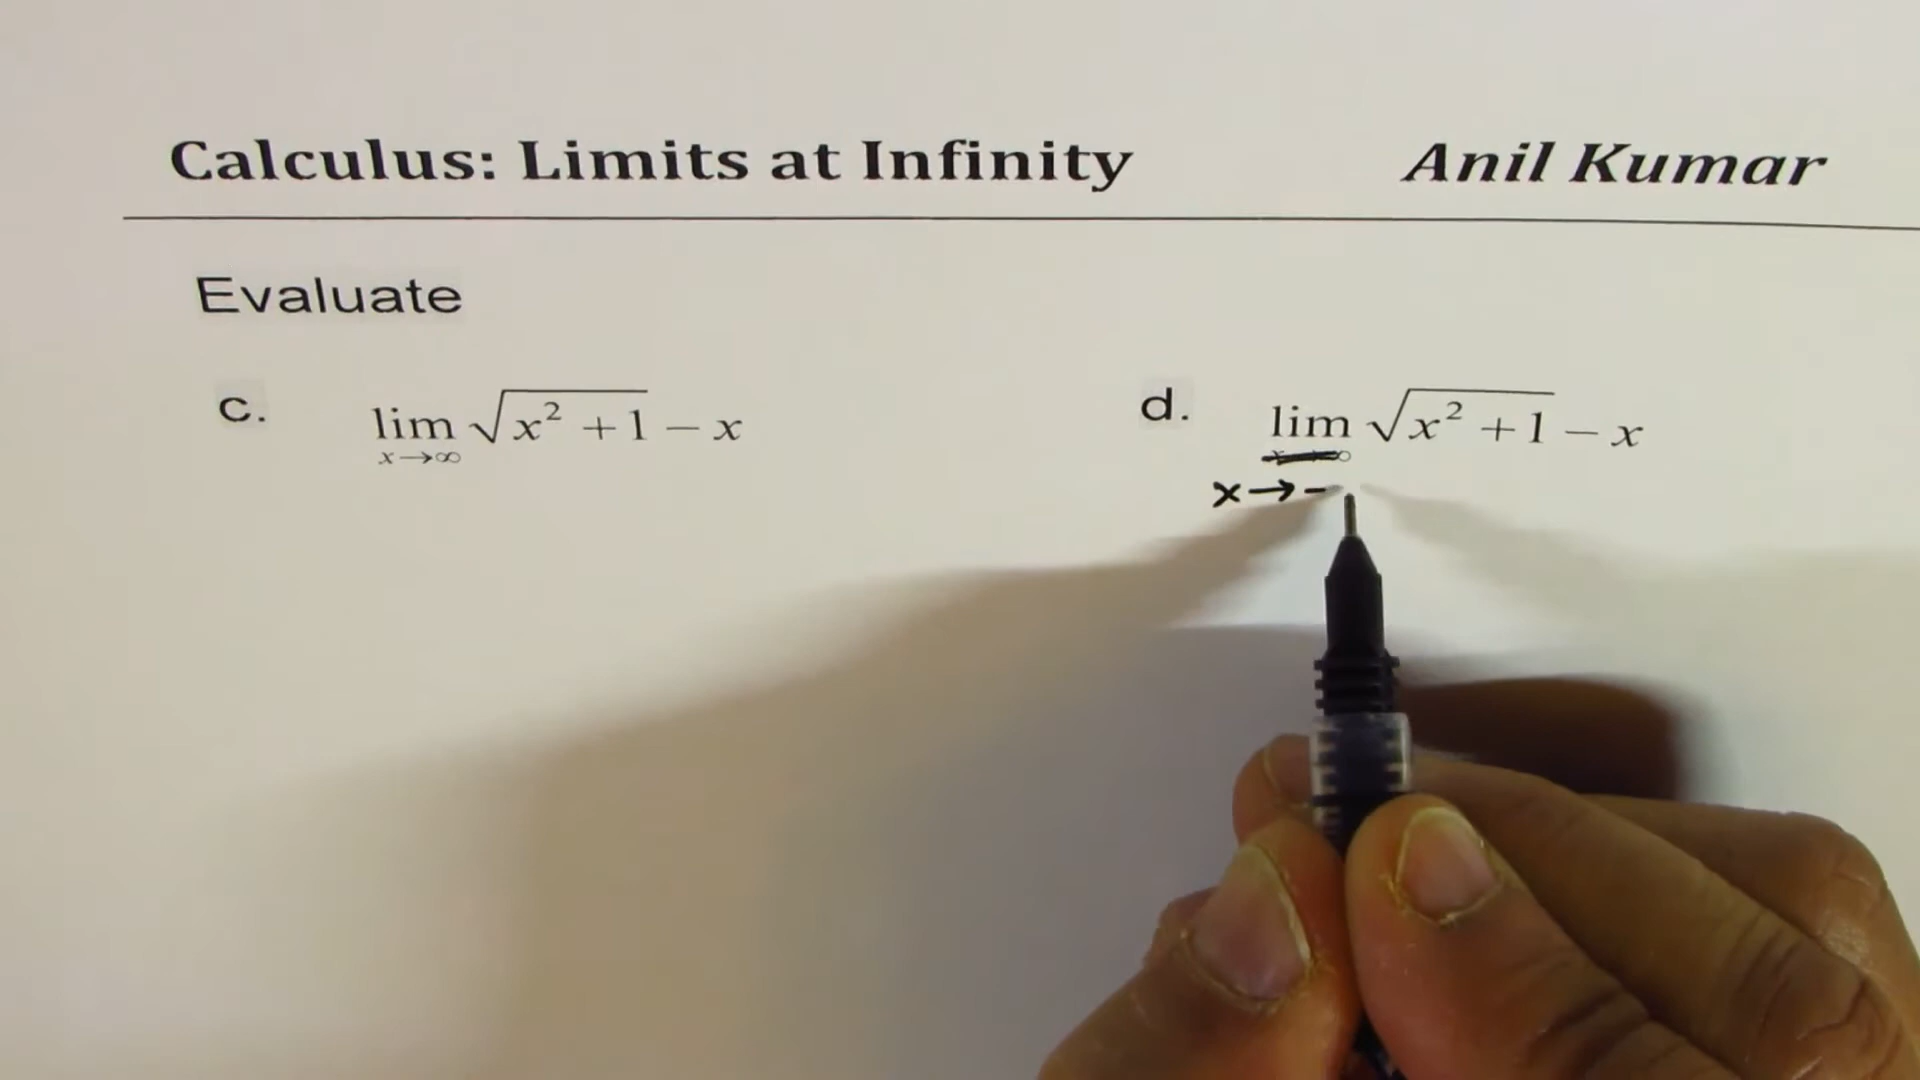 Calculus: Limits at Infinity Anil Kumar
Evaluate
c. lim √(x² + 1) − x
x→∞
d. lim √(x² + 1) − x
x→−